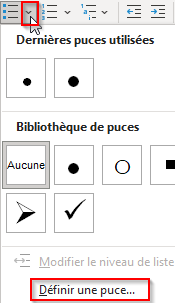 Dernières puces utilisées
Bibliothèque de puces
Aucune
Modifier le niveau de liste
Définir une puce...